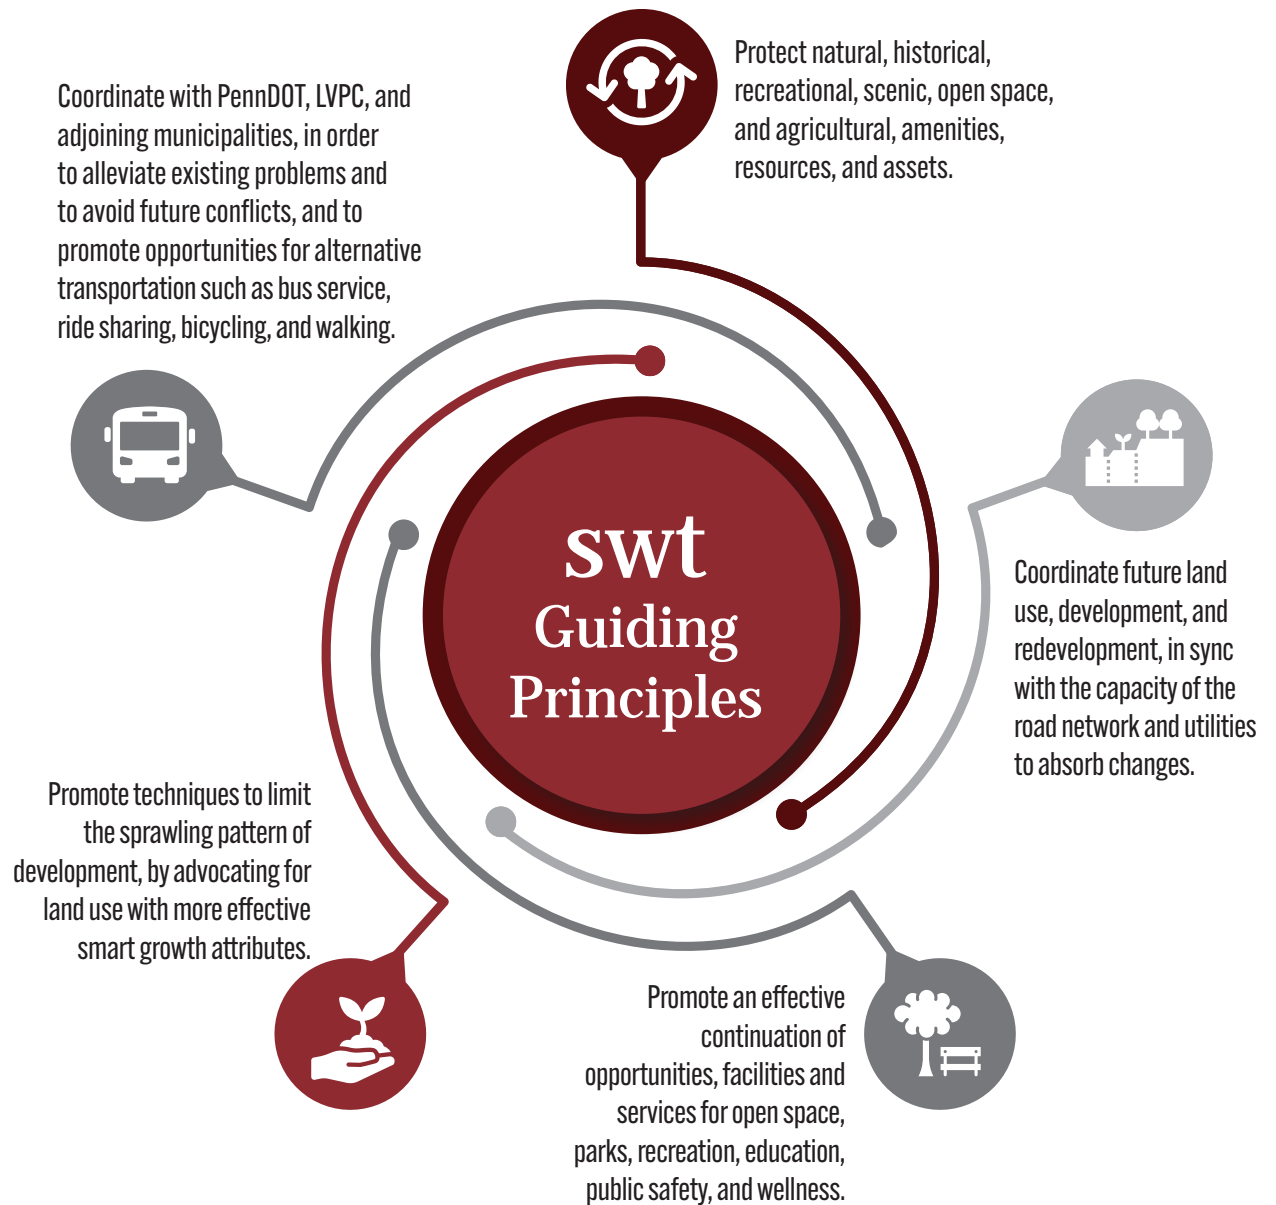 Protect natural, historical,
recreational, scenic, open space,
and agricultural, amenities,
resources, and assets.
Coordinate with PennDOT, LVPC, and
adjoining municipalities, in order
to alleviate existing problems and
to avoid future conflicts, and to
promote opportunities for alternative
transportation such as bus service,
ride sharing, bicycling, and walking.
swt
Guiding
Principles
Coordinate future land
use, development, and
redevelopment, in sync
with the capacity of the
road network and utilities
to absorb changes.
Promote techniques to limit
the sprawling pattern of
development, by advocating for
land use with more effective
smart growth attributes.
Promote an effective
continuation of
opportunities, facilities and
services for open space,
parks, recreation, education,
public safety, and wellness.